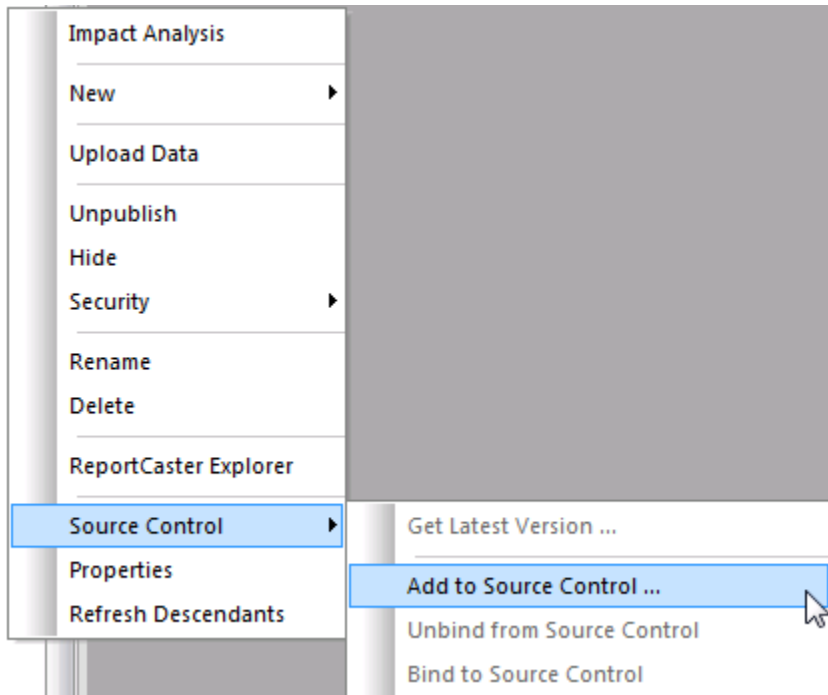 Impact Analysis
New
Upload Data
Unpublish
Hide
Security
Rename
Delete
ReportCaster Explorer
Source Control
Properties
Refresh Descendants
Get Latest Version ...
Add to Source Control ...
Unbind from Source Control
Bind to Source Control